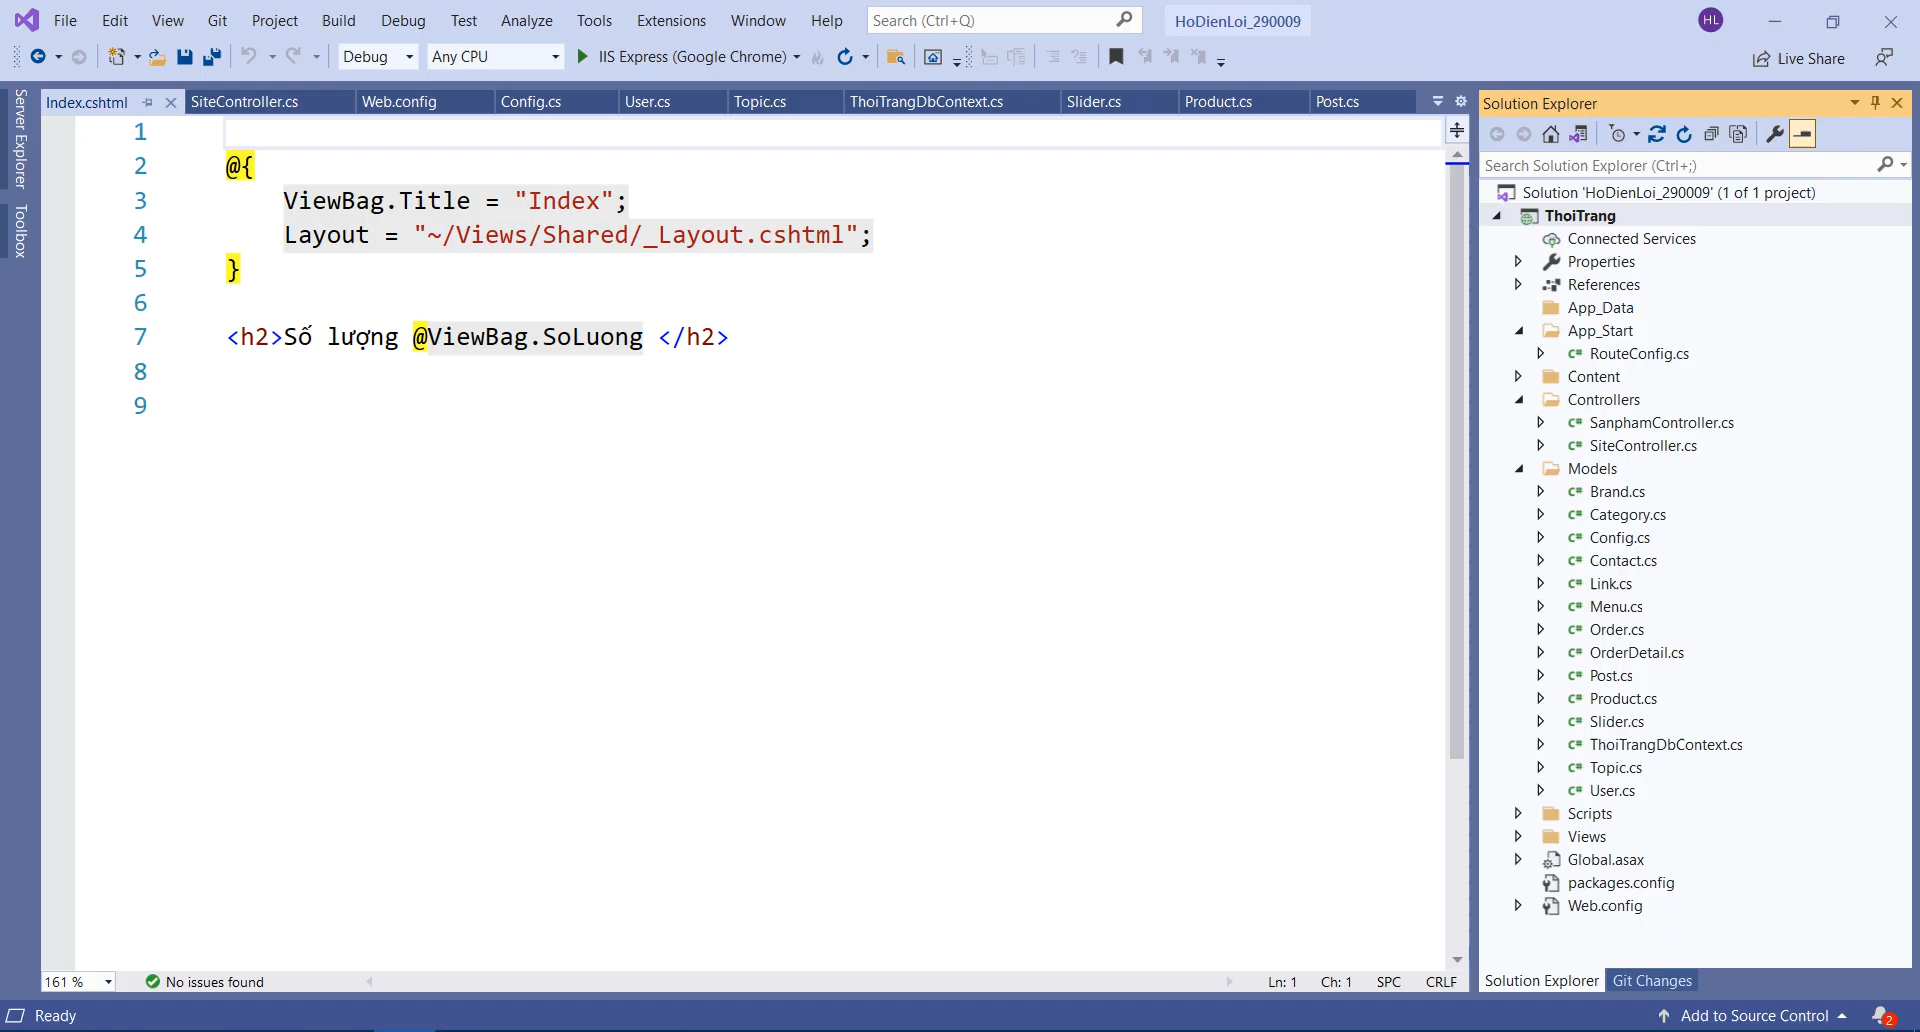 File Edit View Git Project Build Debug Test Analyze Tools Extensions Window Help Search (Ctrl+Q) HoDienLoi_290009 HL
Debug Any CPU IIS Express (Google Chrome) Live Share
Server Explorer
Toolbox
Index.cshtml SiteController.cs Web.config Config.cs User.cs Topic.cs ThoiTrangDbContext.cs Slider.cs Product.cs Post.cs
1
2 @{
3 ViewBag.Title = "Index";
4 Layout = "~/Views/Shared/_Layout.cshtml";
5 }
6
7 <h2>Số lượng @ViewBag.SoLuong </h2>
8
9
161 % No issues found Ln: 1 Ch: 1 SPC CRLF
Solution Explorer
Search Solution Explorer (Ctrl+;)
Solution 'HoDienLoi_290009' (1 of 1 project)
ThoiTrang
Connected Services
Properties
References
App_Data
App_Start
C# RouteConfig.cs
Content
Controllers
C# SanphamController.cs
C# SiteController.cs
Models
C# Brand.cs
C# Category.cs
C# Config.cs
C# Contact.cs
C# Link.cs
C# Menu.cs
C# Order.cs
C# OrderDetail.cs
C# Post.cs
C# Product.cs
C# Slider.cs
C# ThoiTrangDbContext.cs
C# Topic.cs
C# User.cs
Scripts
Views
Global.asax
packages.config
Web.config
Solution Explorer Git Changes
Ready Add to Source Control 2